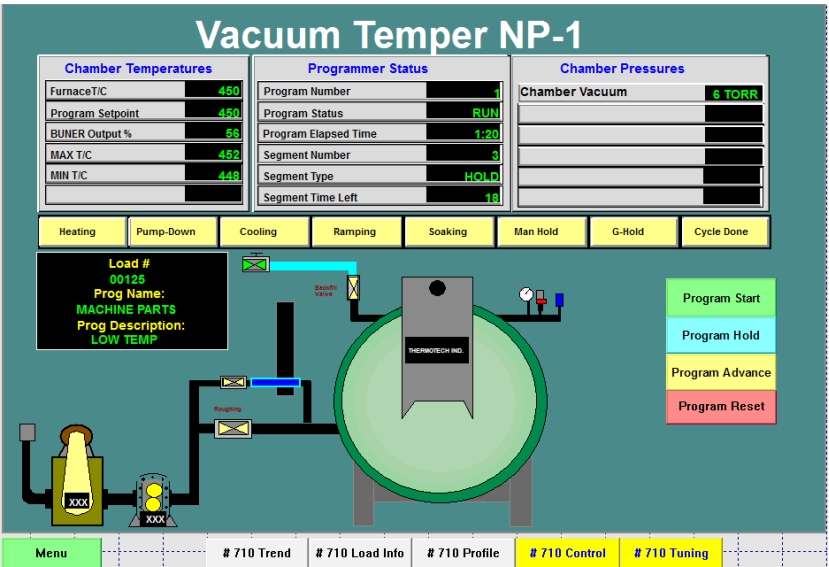 Vacuum Temper NP-1
Chamber Temperatures
FurnaceT/C 450
Program Setpoint 450
BUNER Output % 56
MAX T/C 452
MIN T/C 448
Programmer Status
Program Number 1
Program Status RUN
Program Elapsed Time 1:20
Segment Number 3
Segment Type HOLD
Segment Time Left 18
Chamber Pressures
Chamber Vacuum 6 TORR
Heating Pump-Down Cooling Ramping Soaking Man Hold G-Hold Cycle Done
Load #
00125
Prog Name:
MACHINE PARTS
Prog Description:
LOW TEMP
Backfill
Valve
THERMOTECH IND.
Roughing
XXX
XXX
Program Start
Program Hold
Program Advance
Program Reset
Menu # 710 Trend # 710 Load Info # 710 Profile # 710 Control # 710 Tuning